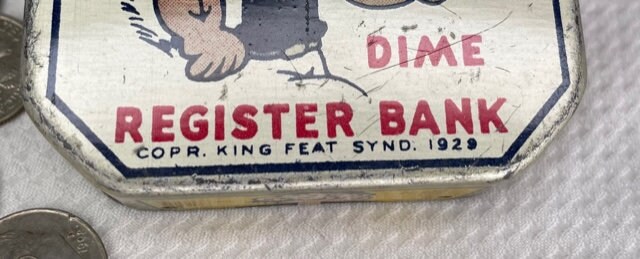 DIME
REGISTER BANK
COPR. KING FEAT SYND. 1929